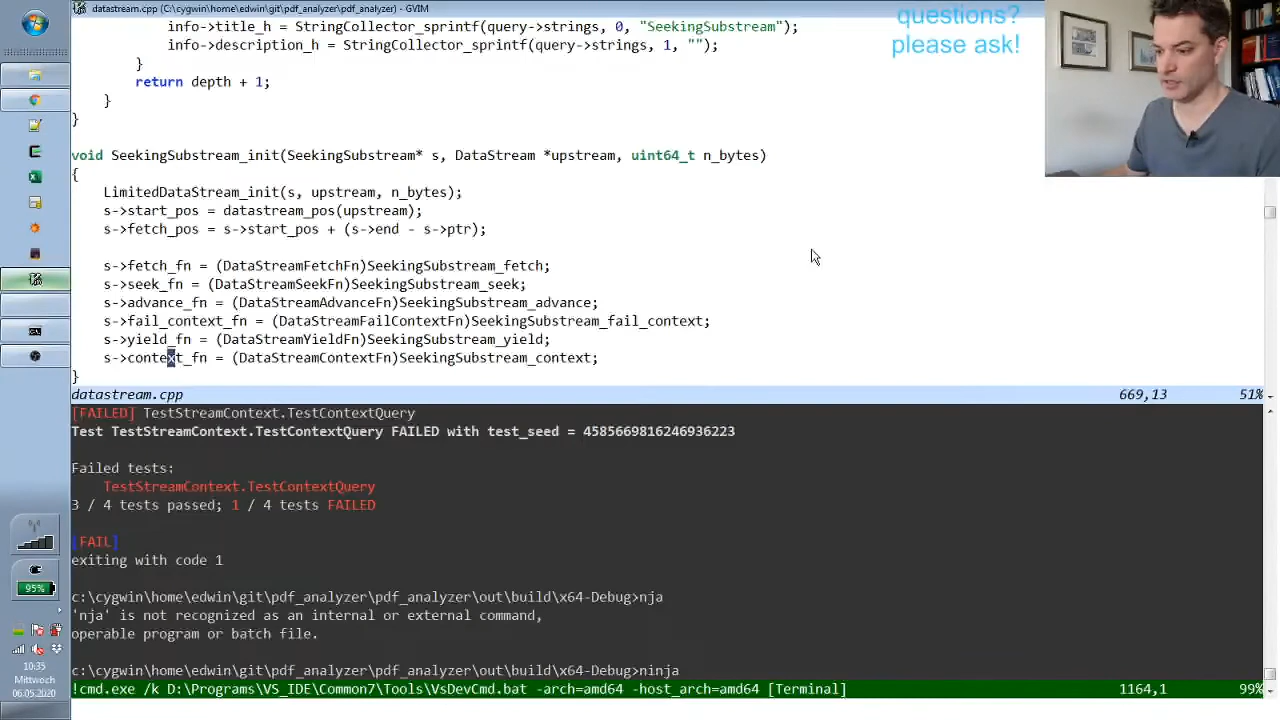 datastream.cpp (C:\cygwin\home\edwin\git\pdf_analyzer\pdf_analyzer) - GVIM
info->title_h = StringCollector_sprintf(query->strings, 0, "SeekingSubstream");
info->description_h = StringCollector_sprintf(query->strings, 1, "");
}
return depth + 1;
}
}
void SeekingSubstream_init(SeekingSubstream* s, DataStream *upstream, uint64_t n_bytes)
{
LimitedDataStream_init(s, upstream, n_bytes);
s->start_pos = datastream_pos(upstream);
s->fetch_pos = s->start_pos + (s->end - s->ptr);
s->fetch_fn = (DataStreamFetchFn)SeekingSubstream_fetch;
s->seek_fn = (DataStreamSeekFn)SeekingSubstream_seek;
s->advance_fn = (DataStreamAdvanceFn)SeekingSubstream_advance;
s->fail_context_fn = (DataStreamFailContextFn)SeekingSubstream_fail_context;
s->yield_fn = (DataStreamYieldFn)SeekingSubstream_yield;
s->context_fn = (DataStreamContextFn)SeekingSubstream_context;
}
datastream.cpp 669,13 51%
[FAILED] TestStreamContext.TestContextQuery
Test TestStreamContext.TestContextQuery FAILED with test_seed = 4585669816246936223
Failed tests:
TestStreamContext.TestContextQuery
3 / 4 tests passed; 1 / 4 tests FAILED
[FAIL]
exiting with code 1
c:\cygwin\home\edwin\git\pdf_analyzer\pdf_analyzer\out\build\x64-Debug>nja
'nja' is not recognized as an internal or external command,
operable program or batch file.
c:\cygwin\home\edwin\git\pdf_analyzer\pdf_analyzer\out\build\x64-Debug>ninja
!cmd.exe /k D:\Programs\VS_IDE\Common7\Tools\VsDevCmd.bat -arch=amd64 -host_arch=amd64 [Terminal] 1164,1 99%
questions?
please ask!
95%
10:35
Mittwoch
06.05.2020